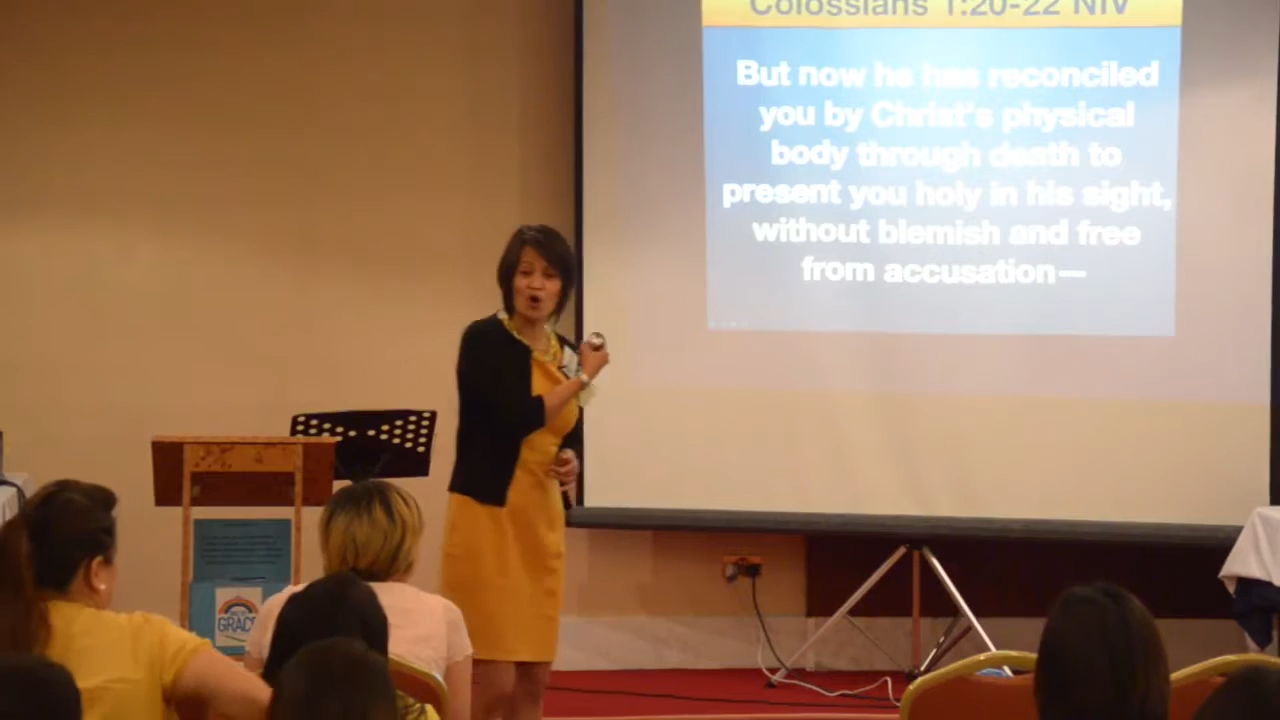 Colossians 1:20-22 NIV
But now he has reconciled
you by Christ's physical
body through death to
present you holy in his sight,
without blemish and free
from accusation—
GRACE